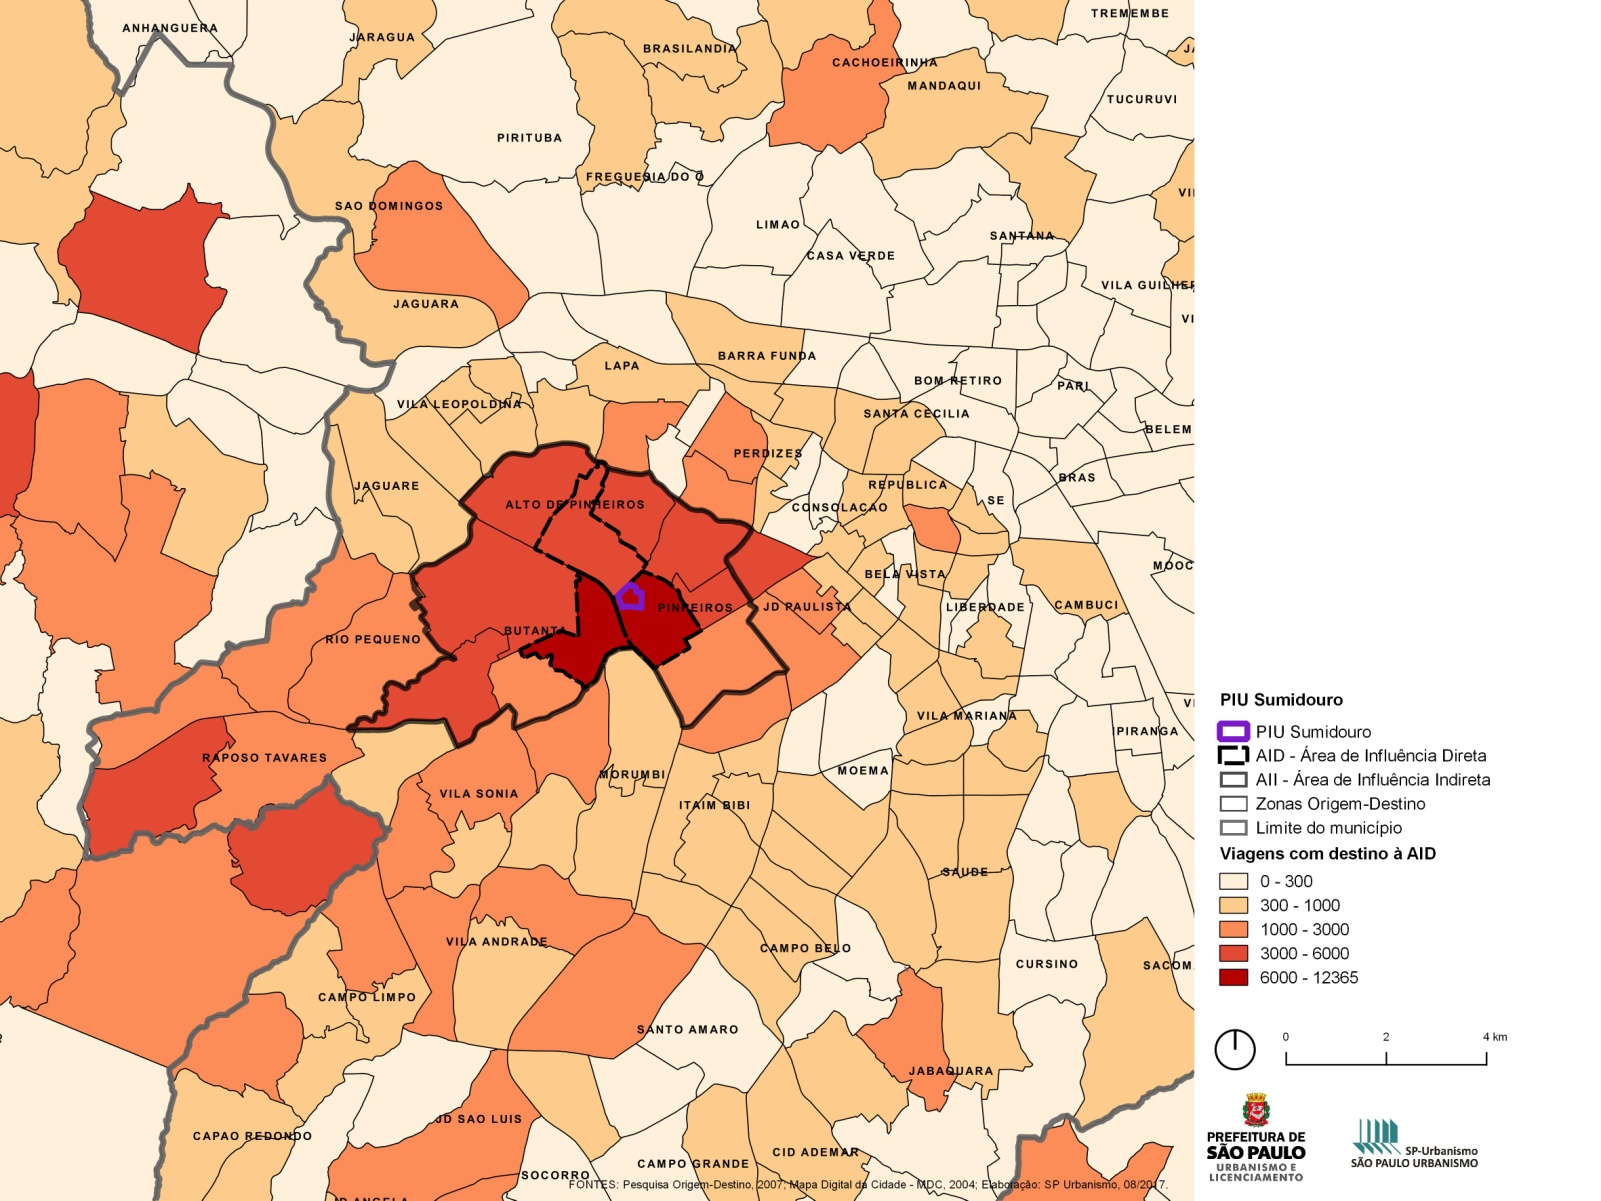 TREMEMBE
ANHANGUERA
JARAGUA
BRASILANDIA
CACHOEIRINHA
MANDAQUI
TUCURUVI
PIRITUBA
FREGUESIA DO Ó
SAO DOMINGOS
LIMAO
SANTANA
CASA VERDE
VILA GUILHER
JAGUARA
BARRA FUNDA
LAPA
BOM RETIRO
PARI
VILA LEOPOLDINA
SANTA CECILIA
BELEM
PERDIZES
BRAS
JAGUARE
REPUBLICA
SE
ALTO DE PINHEIROS
CONSOLACAO
MOOC
BELA VISTA
PINHEIROS
JD PAULISTA
LIBERDADE
CAMBUCI
BUTANTA
RIO PEQUENO
VILA MARIANA
IPIRANGA
RAPOSO TAVARES
MOEMA
MORUMBI
VILA SONIA
ITAIM BIBI
SAUDE
VILA ANDRADE
CAMPO BELO
CURSINO
SACOM
CAMPO LIMPO
SANTO AMARO
JABAQUARA
JD SAO LUIS
CAPAO REDONDO
CID ADEMAR
CAMPO GRANDE
SOCORRO
JD ANGELA
FONTES: Pesquisa Origem-Destino, 2007; Mapa Digital da Cidade - MDC, 2004; Elaboração: SP Urbanismo, 08/2017.
PIU Sumidouro
PIU Sumidouro
AID - Área de Influência Direta
AII - Área de Influência Indireta
Zonas Origem-Destino
Limite do município
Viagens com destino à AID
0 - 300
300 - 1000
1000 - 3000
3000 - 6000
6000 - 12365
0 2 4 km
PREFEITURA DE
SÃO PAULO
URBANISMO E
LICENCIAMENTO
SP-Urbanismo
SÃO PAULO URBANISMO